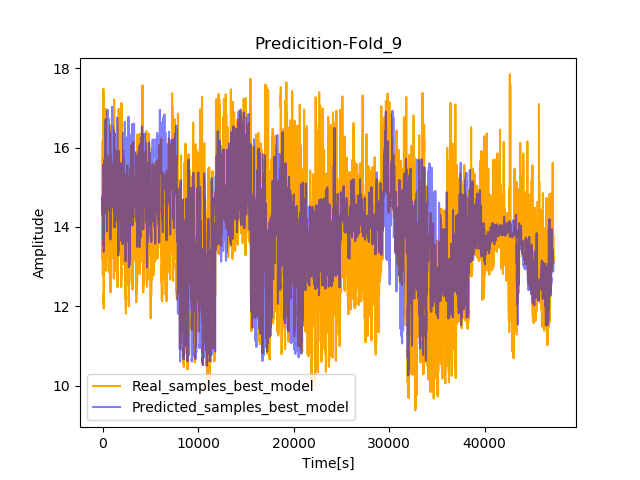 Predicition-Fold_9
18
16
14
12
10
Amplitude
Real_samples_best_model
Predicted_samples_best_model
0 10000 20000 30000 40000
Time[s]